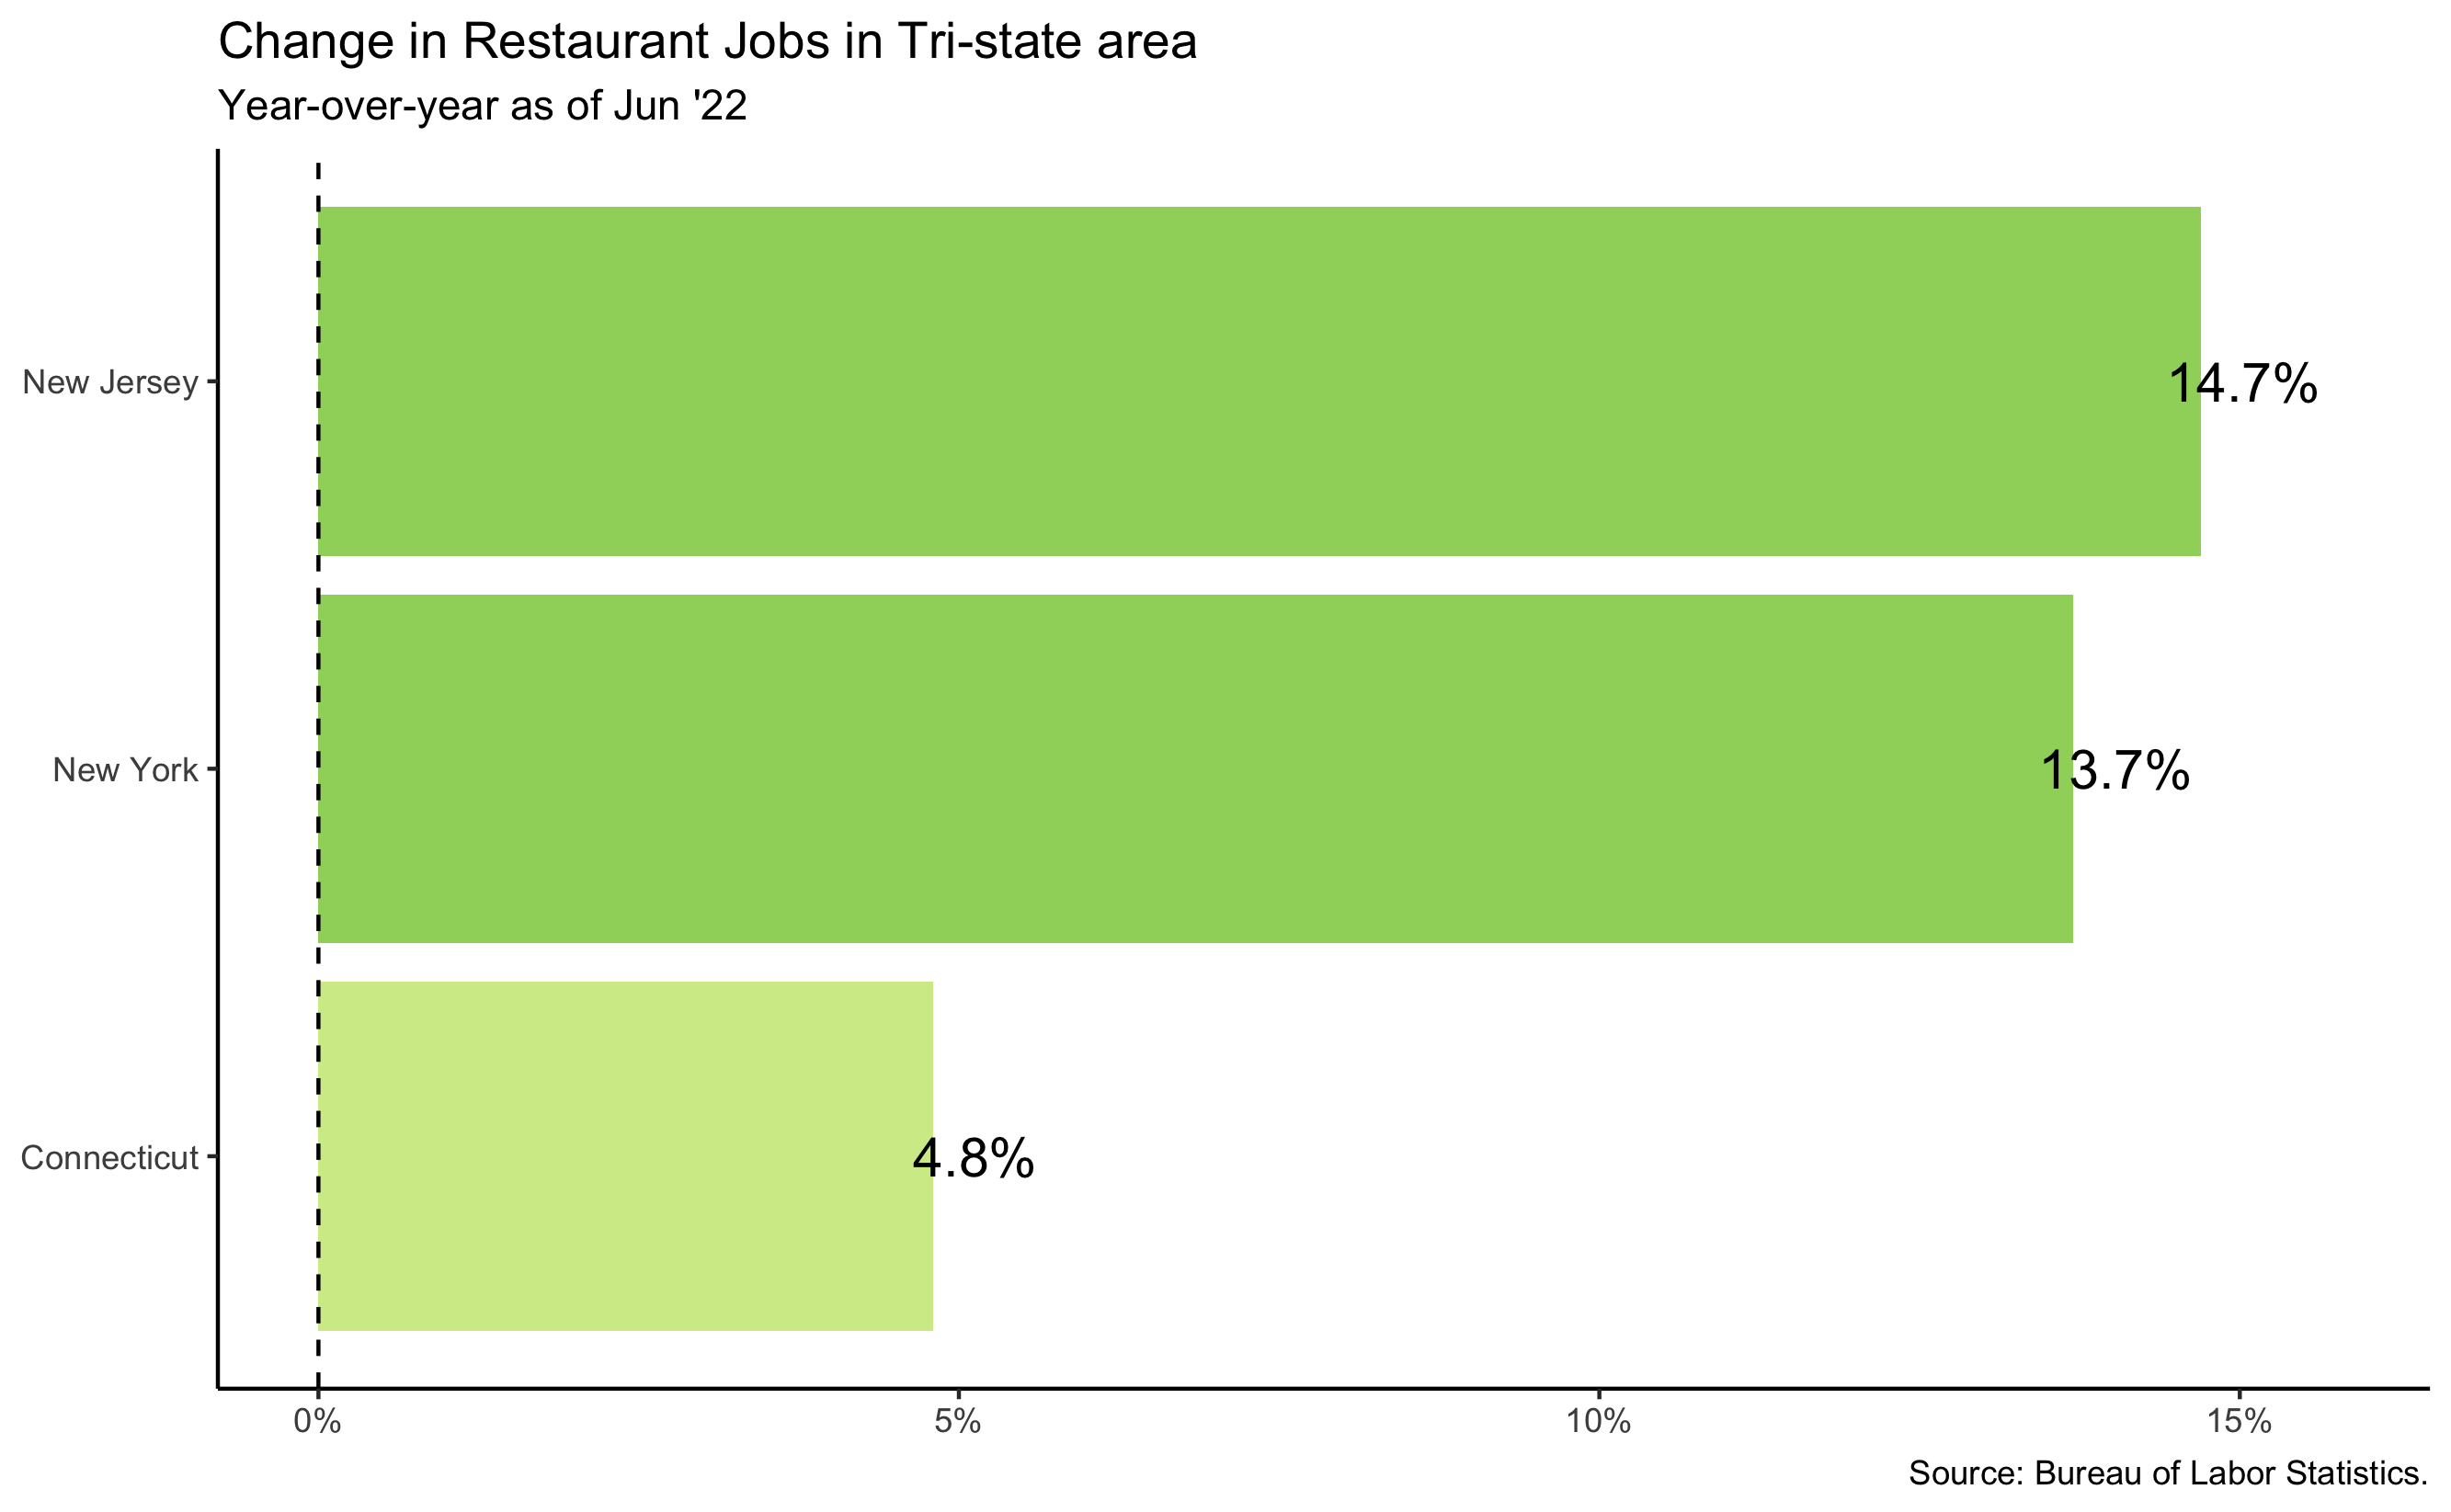 Change in Restaurant Jobs in Tri-state area
Year-over-year as of Jun '22
New Jersey
14.7%
New York
13.7%
Connecticut
4.8%
0% 5% 10% 15%
Source: Bureau of Labor Statistics.